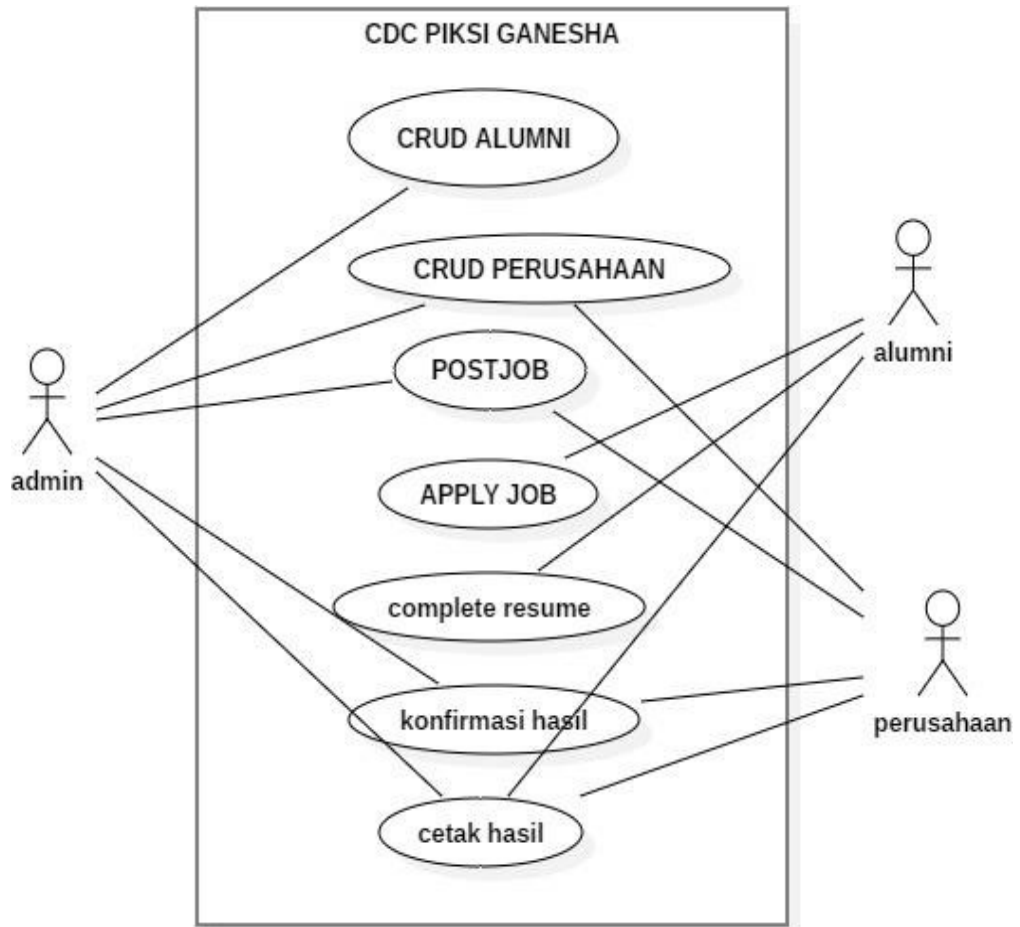 CDC PIKSI GANESHA
CRUD ALUMNI
CRUD PERUSAHAAN
POSTJOB
APPLY JOB
complete resume
konfirmasi hasil
cetak hasil
admin
alumni
perusahaan